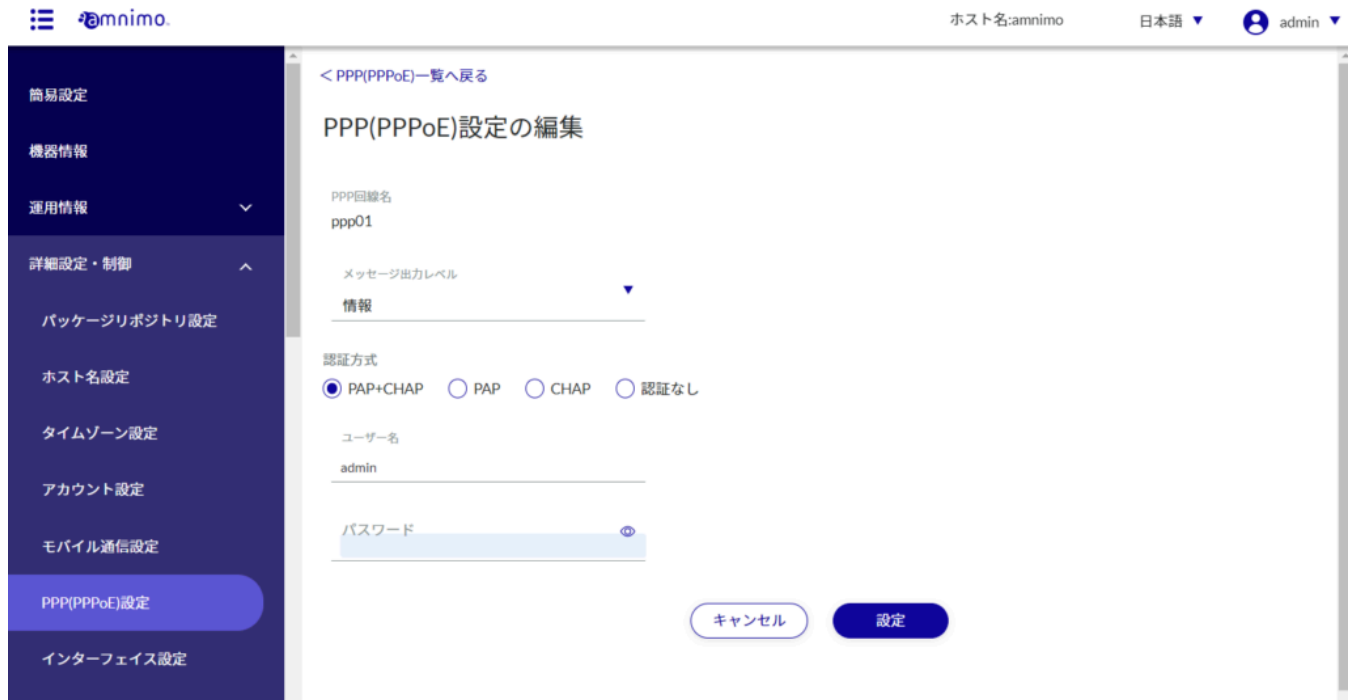 amnimo.
ホスト名:amnimo
日本語 ▼
admin ▼
簡易設定
機器情報
運用情報
詳細設定・制御
パッケージリポジトリ設定
ホスト名設定
タイムゾーン設定
アカウント設定
モバイル通信設定
PPP(PPPoE)設定
インターフェイス設定
< PPP(PPPoE)一覧へ戻る
PPP(PPPoE)設定の編集
PPP回線名
ppp01
メッセージ出力レベル
情報
認証方式
PAP+CHAP PAP CHAP 認証なし
ユーザー名
admin
パスワード
キャンセル 設定